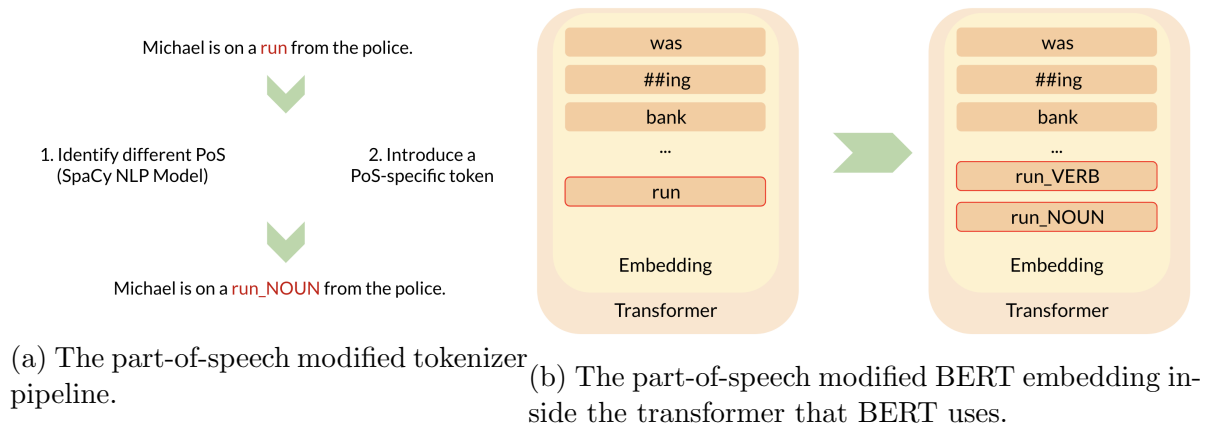 Michael is on a run from the police.
1. Identify different PoS
(SpaCy NLP Model)
2. Introduce a
PoS-specific token
Michael is on a run_NOUN from the police.
(a) The part-of-speech modified tokenizer
pipeline.
was
##ing
bank
...
run
Embedding
Transformer
was
##ing
bank
...
run_VERB
run_NOUN
Embedding
Transformer
(b) The part-of-speech modified BERT embedding in-
side the transformer that BERT uses.